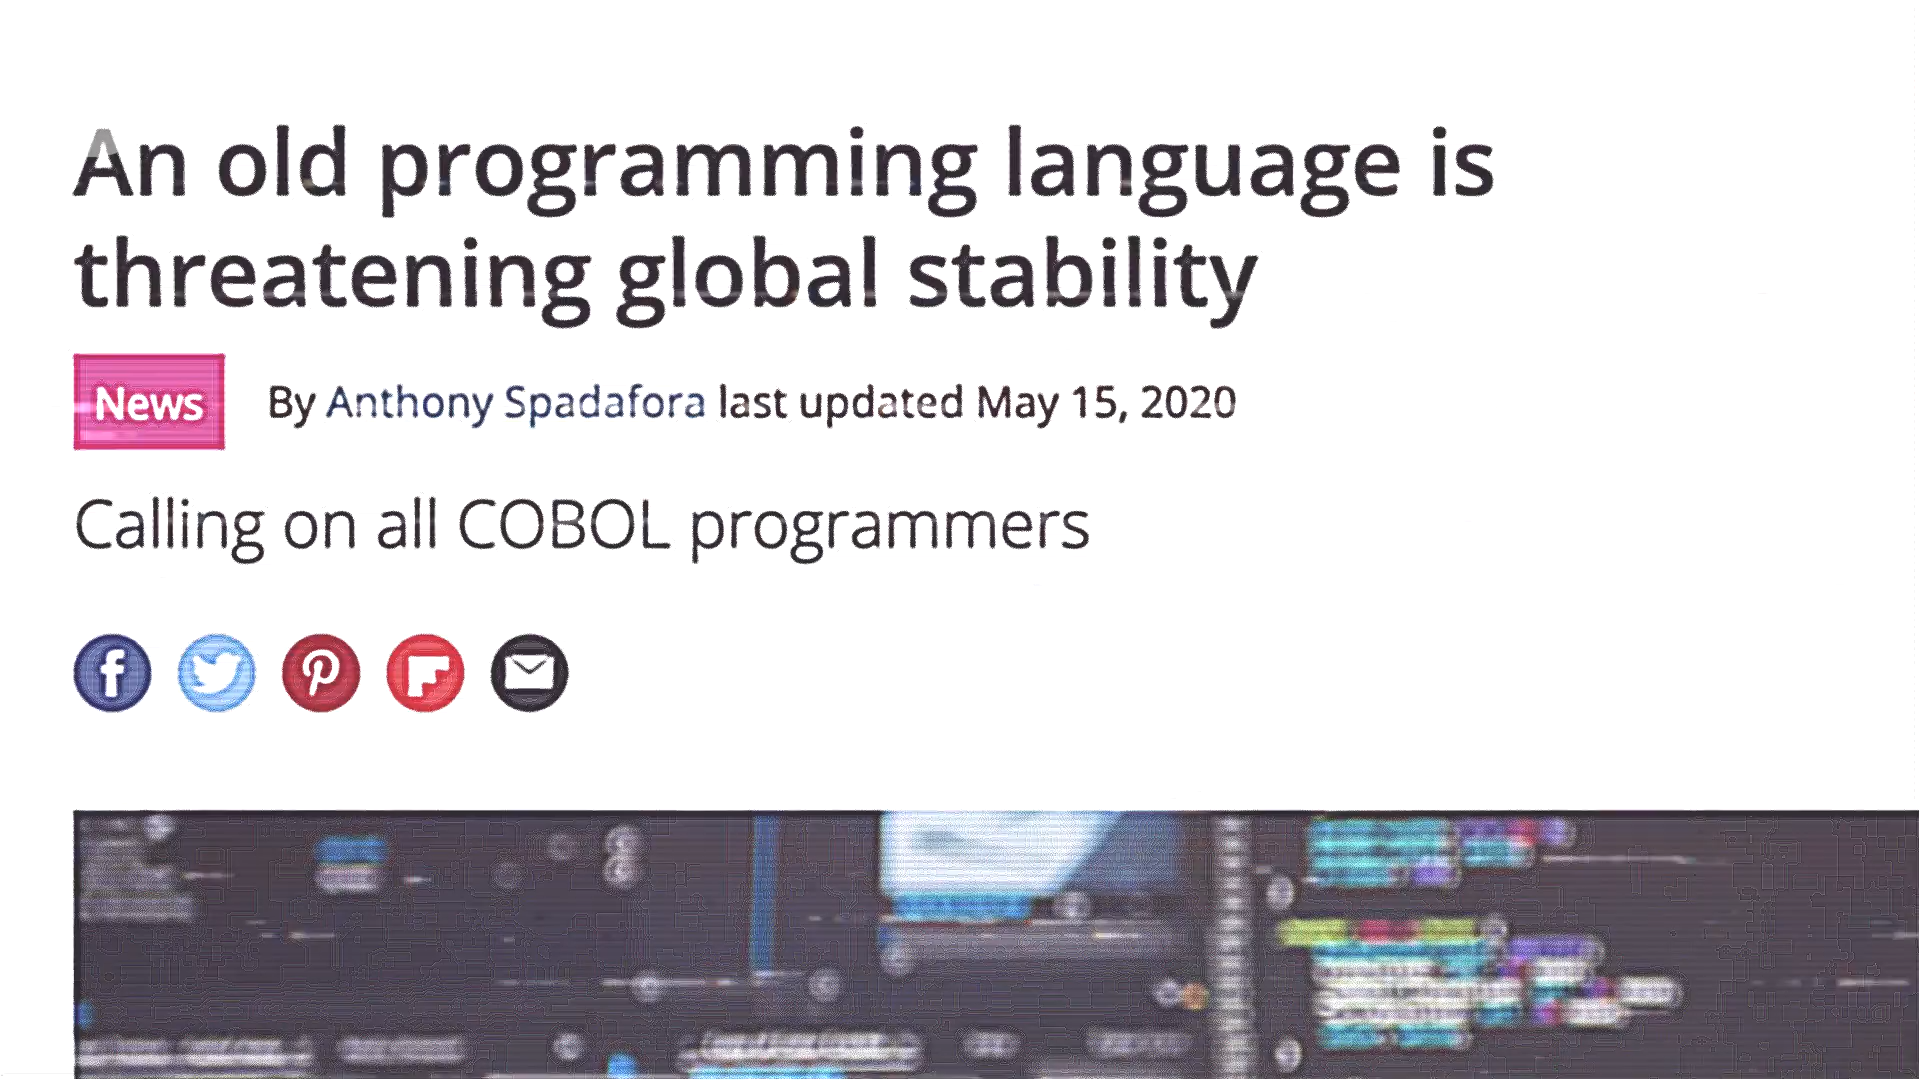 An old programming language is
threatening global stability
News
By Anthony Spadafora last updated May 15, 2020
Calling on all COBOL programmers